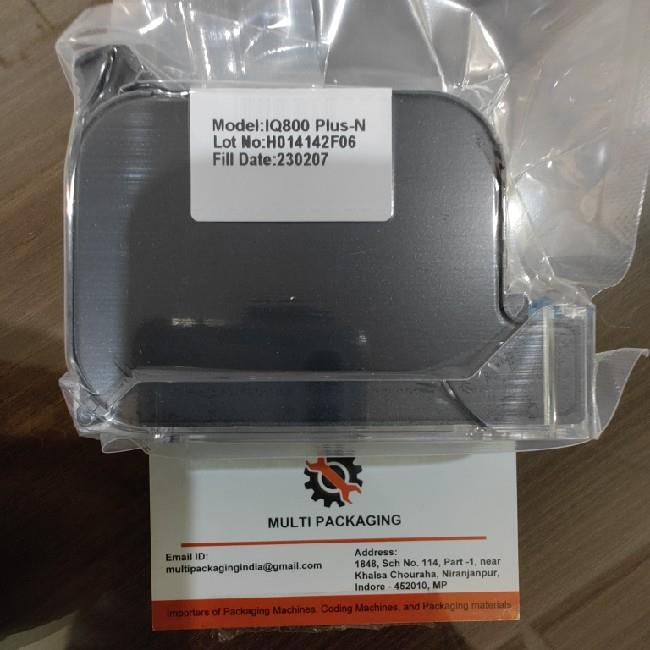 Model:IQ800 Plus-N
Lot No:H014142F06
Fill Date:230207
MULTI PACKAGING
Email ID:
multipackagingindia@gmail.com
Address:
1848, Sch No. 114, Part -1, near
Khalsa Chouraha, Niranjanpur,
Indore - 452010, MP
Importers of Packaging Machines, Coding Machines, and Packaging materials